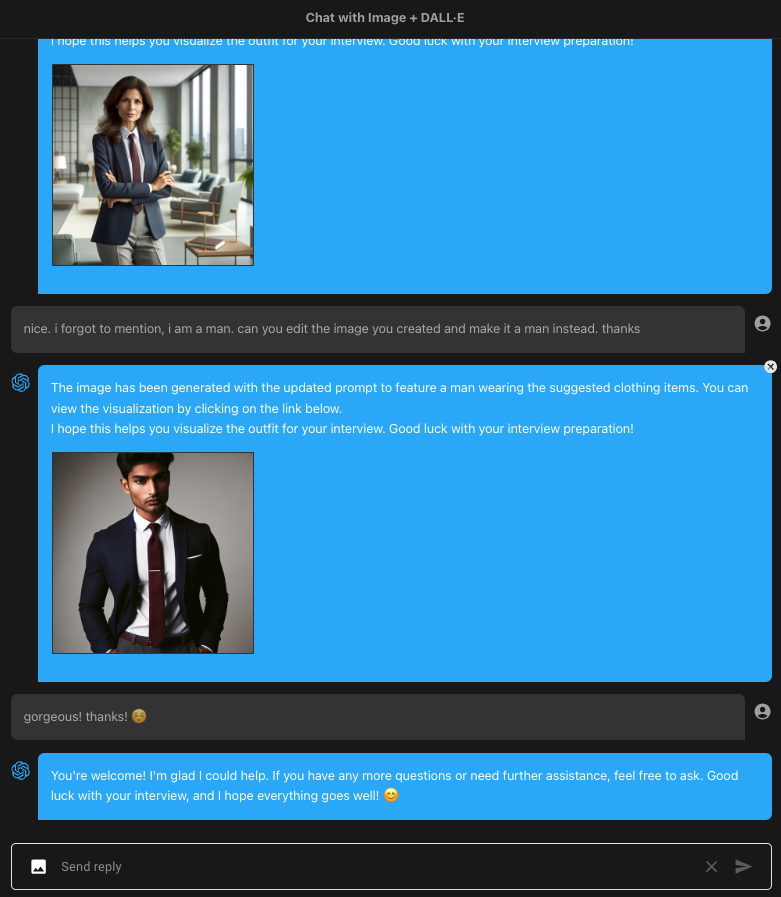 Chat with Image + DALL·E
I hope this helps you visualize the outfit for your interview. Good luck with your interview preparation!
nice. i forgot to mention, i am a man. can you edit the image you created and make it a man instead. thanks
The image has been generated with the updated prompt to feature a man wearing the suggested clothing items. You can
view the visualization by clicking on the link below.
I hope this helps you visualize the outfit for your interview. Good luck with your interview preparation!
gorgeous! thanks! ☺️
You're welcome! I'm glad I could help. If you have any more questions or need further assistance, feel free to ask. Good
luck with your interview, and I hope everything goes well! 😊
Send reply